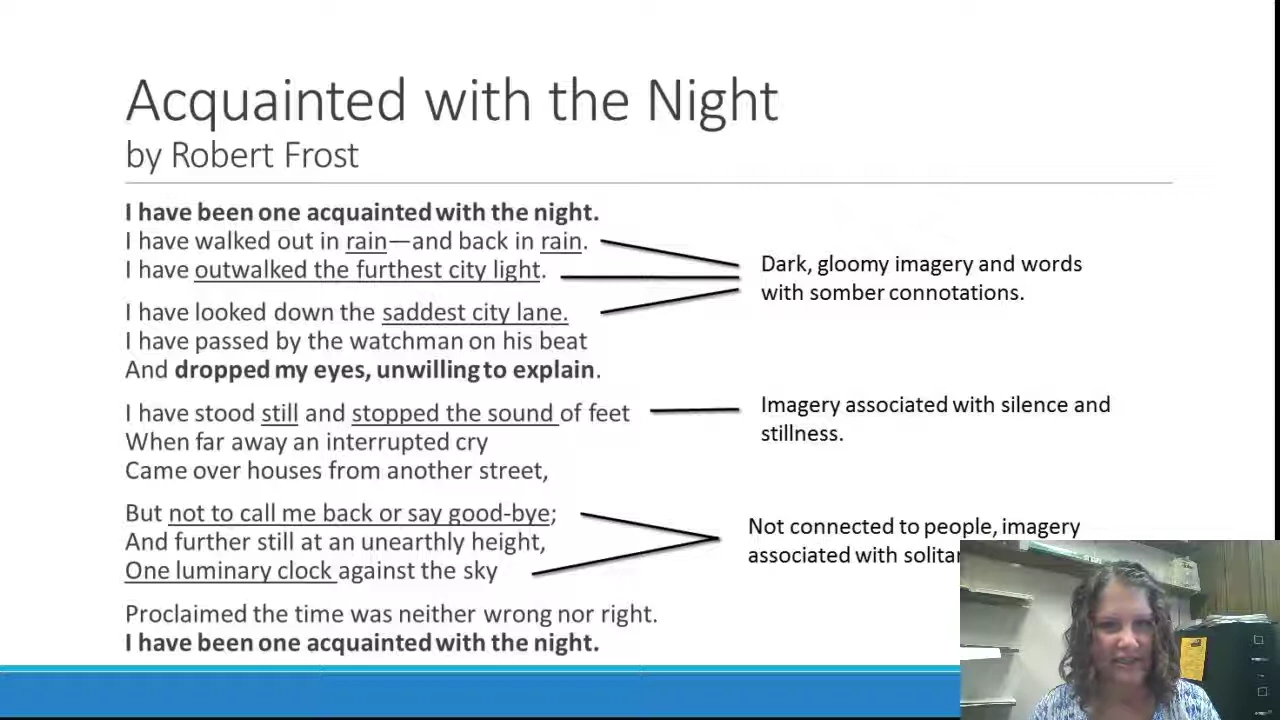 Acquainted with the Night
by Robert Frost
I have been one acquainted with the night.
I have walked out in rain—and back in rain.
I have outwalked the furthest city light.
I have looked down the saddest city lane.
I have passed by the watchman on his beat
And dropped my eyes, unwilling to explain.
I have stood still and stopped the sound of feet
When far away an interrupted cry
Came over houses from another street,
But not to call me back or say good-bye;
And further still at an unearthly height,
One luminary clock against the sky
Proclaimed the time was neither wrong nor right.
I have been one acquainted with the night.
Dark, gloomy imagery and words
with somber connotations.
Imagery associated with silence and
stillness.
Not connected to people, imagery
associated with